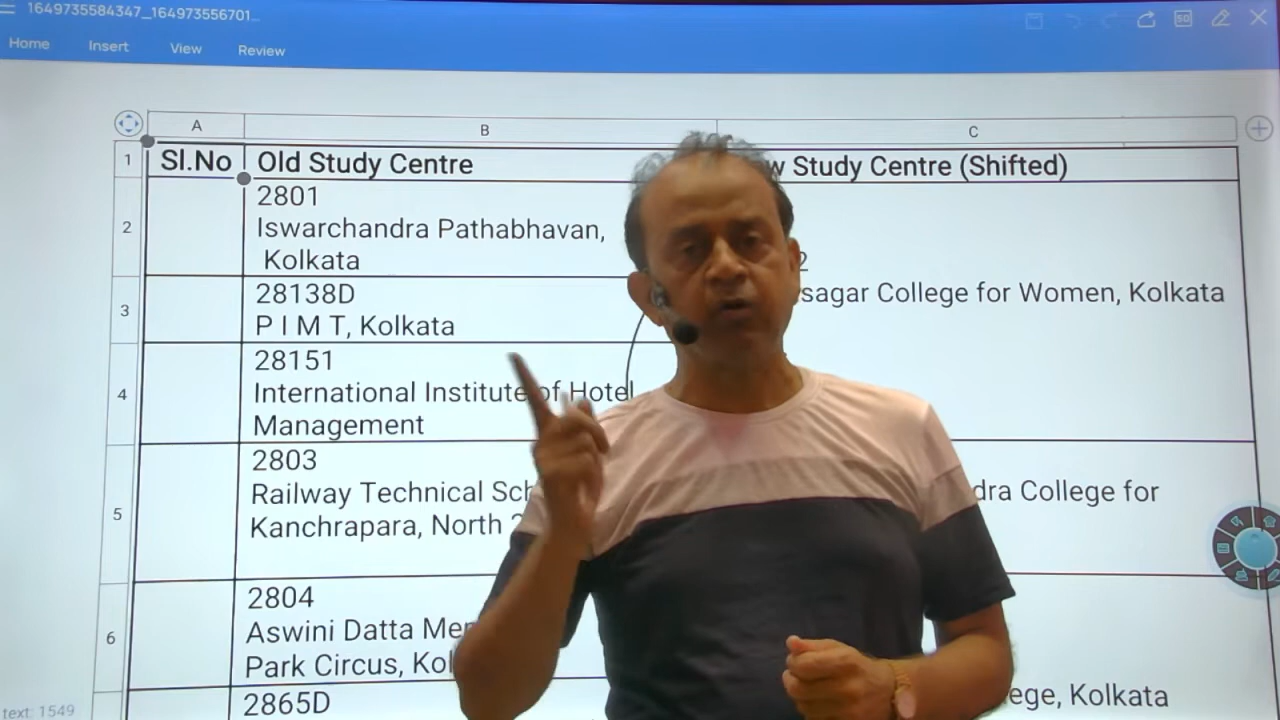 1649735584347_164973556701...
50
Home Insert View Review
A B C
1 Sl.No Old Study Centre w Study Centre (Shifted)
2 2801
Iswarchandra Pathabhavan,
Kolkata 2
3 28138D sagar College for Women, Kolkata
P I M T, Kolkata
4 28151
International Institute of Hotel
Management
5 2803
Railway Technical Sch dra College for
Kanchrapara, North
6 2804
Aswini Datta Mem
Park Circus, Kol
2865D ege, Kolkata
text: 1549